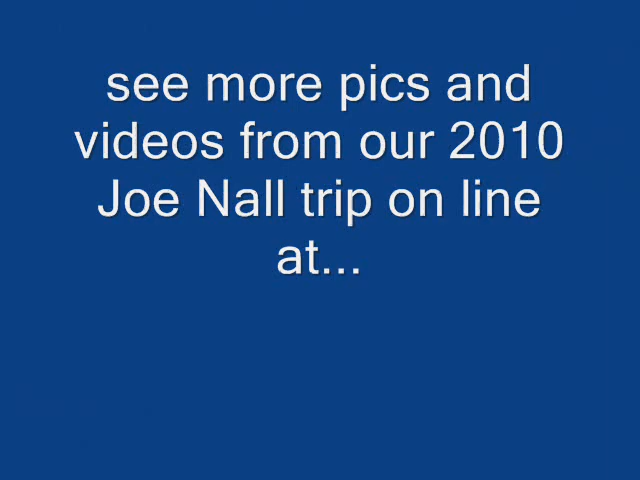 see more pics and
videos from our 2010
Joe Nall trip on line
at...